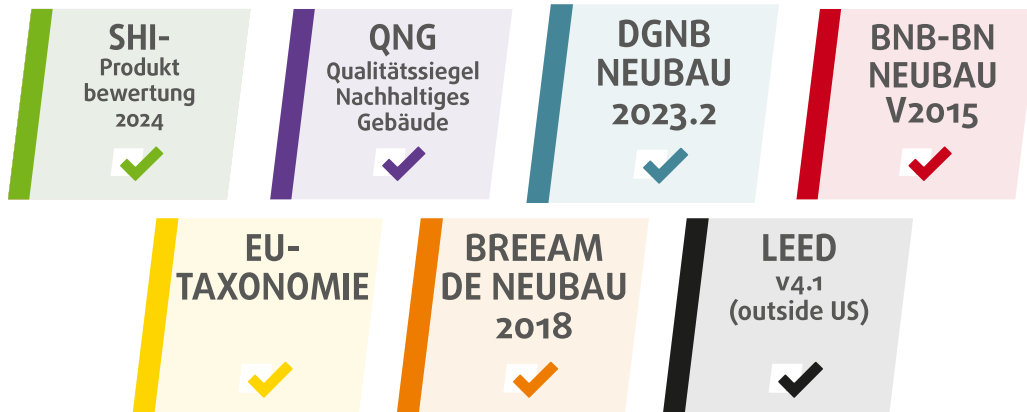 SHI-
Produkt
bewertung
2024
QNG
Qualitätssiegel
Nachhaltiges
Gebäude
DGNB
NEUBAU
2023.2
BNB-BN
NEUBAU
V2015
EU-
TAXONOMIE
BREEAM
DE NEUBAU
2018
LEED
v4.1
(outside US)